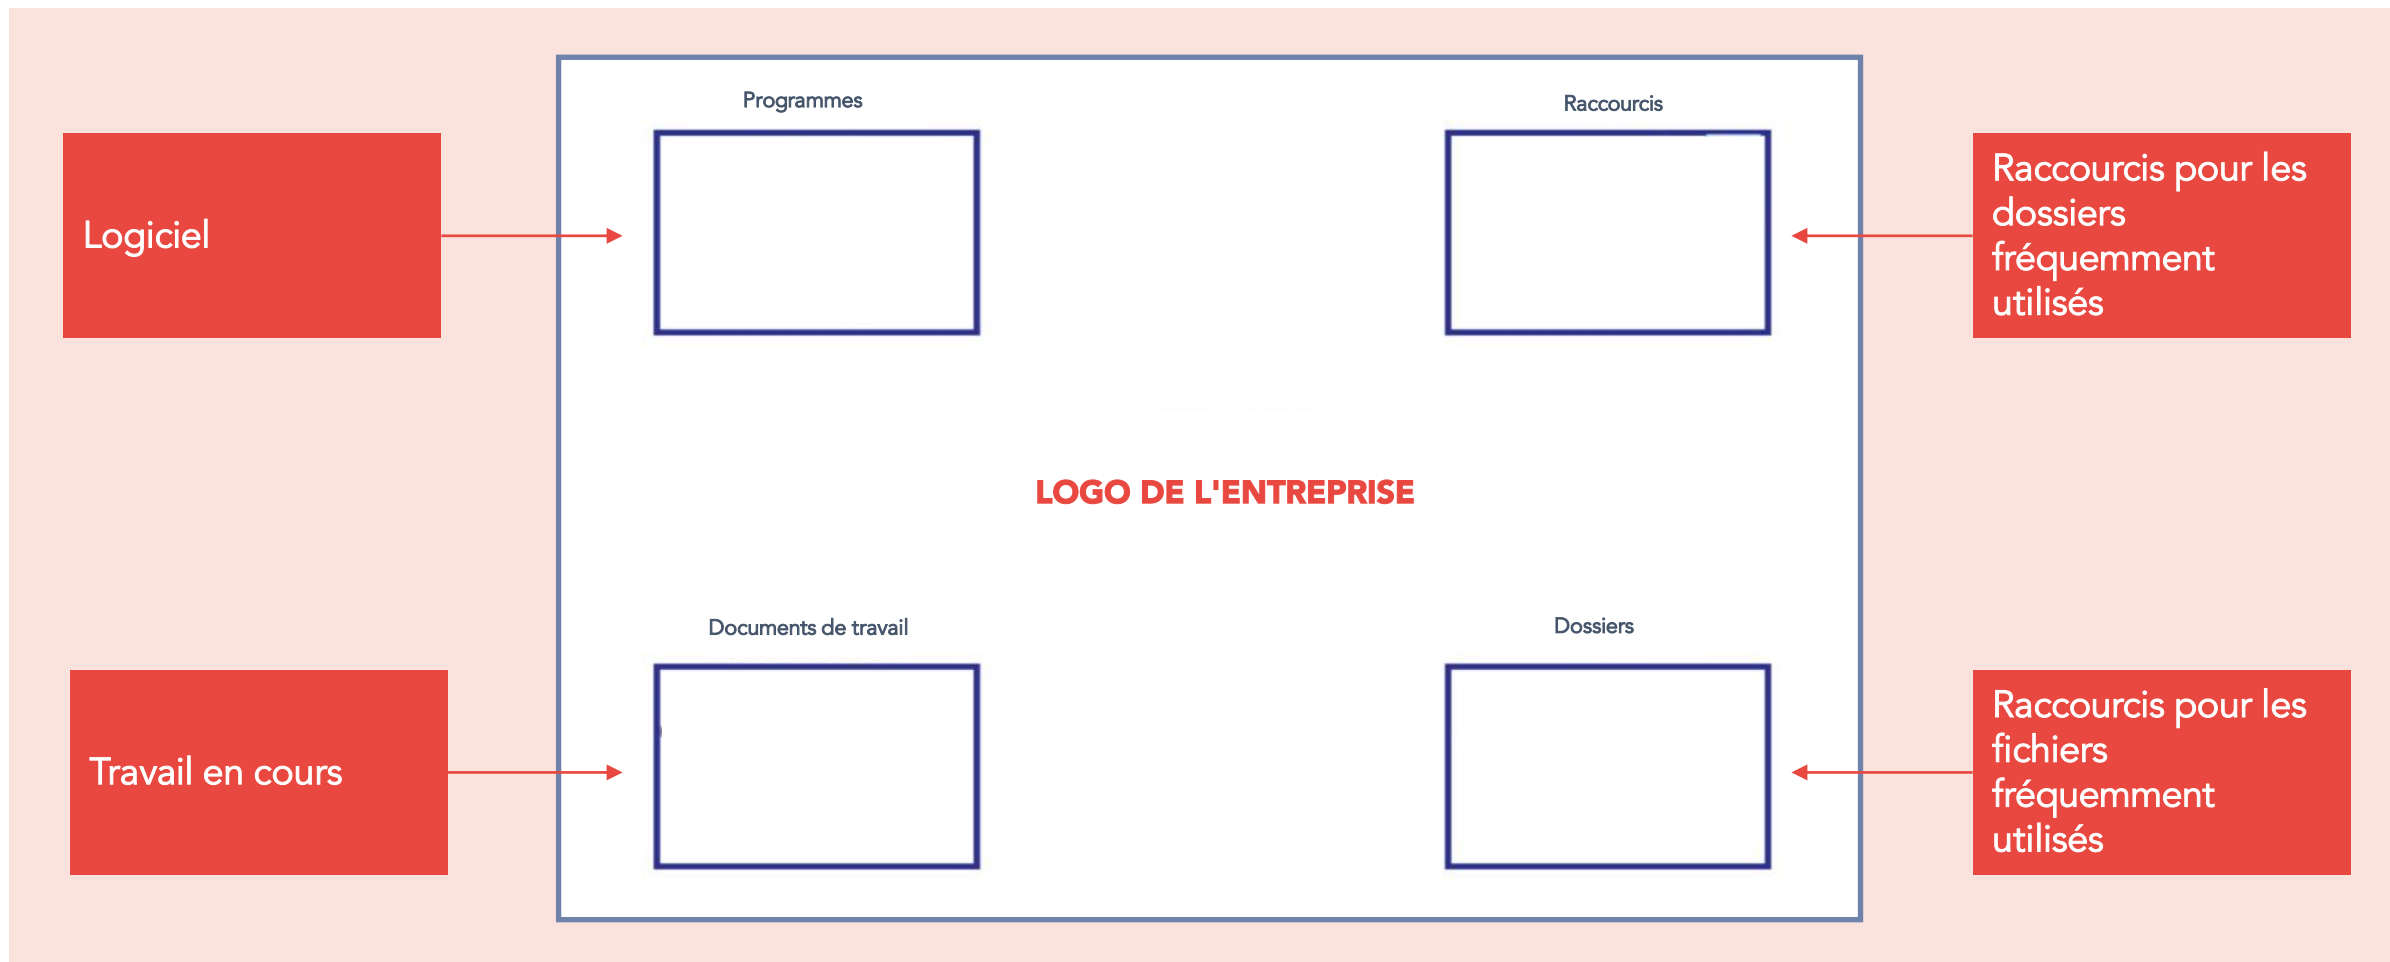 Programmes
Raccourcis
Logiciel
Raccourcis pour les
dossiers
fréquemment
utilisés
LOGO DE L'ENTREPRISE
Documents de travail
Dossiers
Travail en cours
Raccourcis pour les
fichiers
fréquemment
utilisés